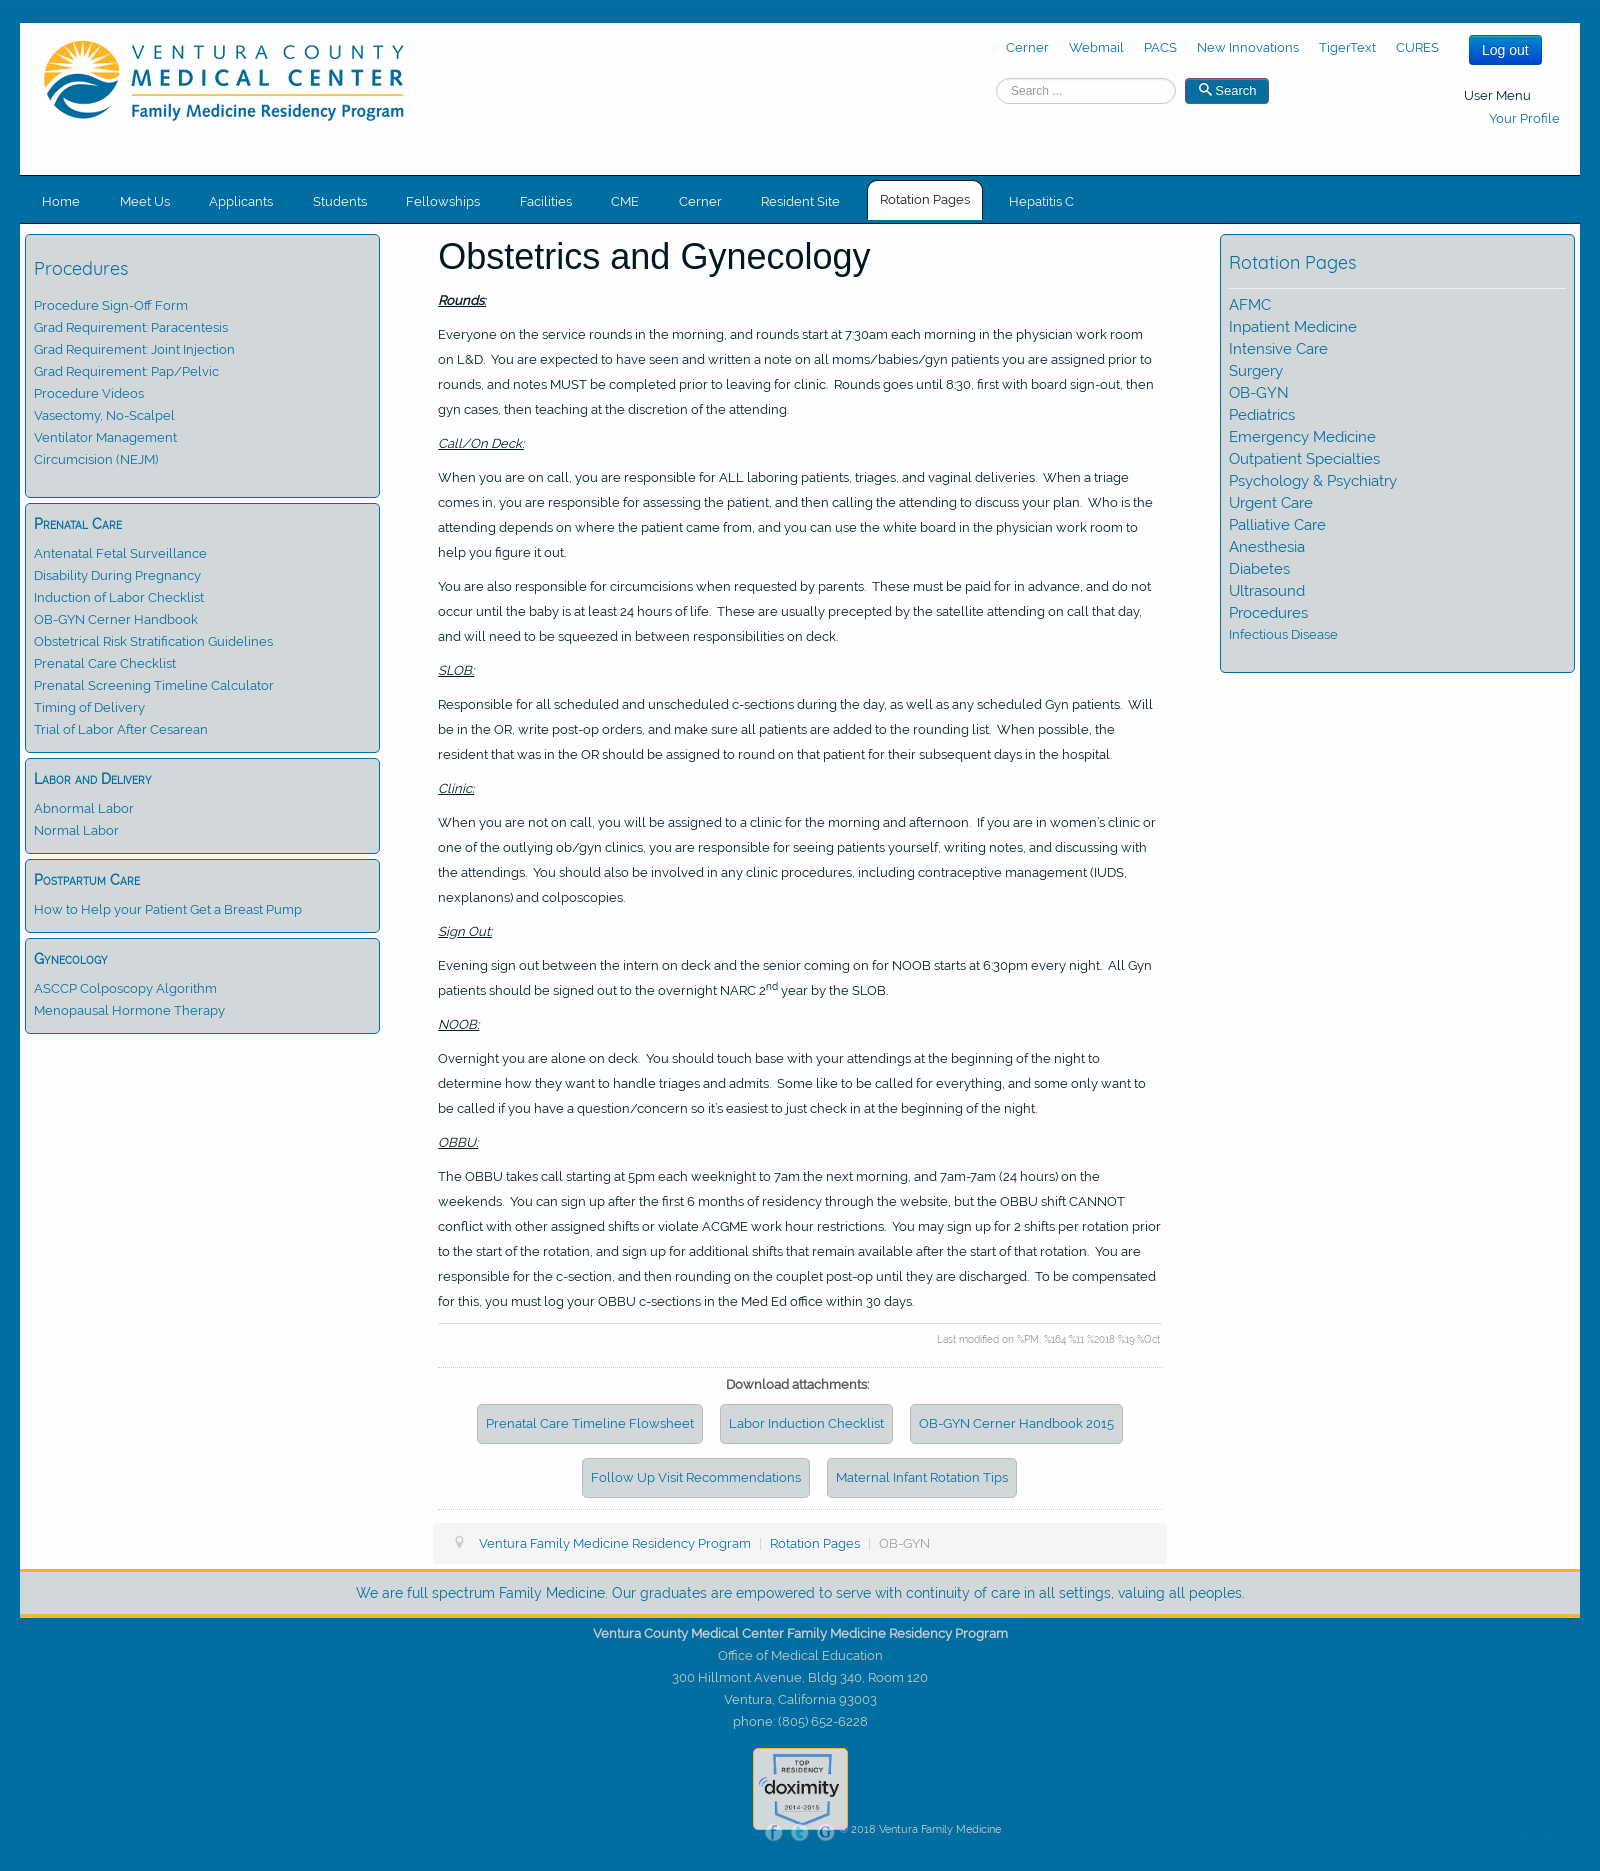 VENTURA COUNTY
MEDICAL CENTER
Family Medicine Residency Program
Cerner Webmail PACS New Innovations TigerText CURES
Log out
Search ...
Search
User Menu
Your Profile
Home Meet Us Applicants Students Fellowships Facilities CME Cerner Resident Site Rotation Pages Hepatitis C
Procedures
Procedure Sign-Off Form
Grad Requirement: Paracentesis
Grad Requirement: Joint Injection
Grad Requirement: Pap/Pelvic
Procedure Videos
Vasectomy, No-Scalpel
Ventilator Management
Circumcision (NEJM)
Prenatal Care
Antenatal Fetal Surveillance
Disability During Pregnancy
Induction of Labor Checklist
OB-GYN Cerner Handbook
Obstetrical Risk Stratification Guidelines
Prenatal Care Checklist
Prenatal Screening Timeline Calculator
Timing of Delivery
Trial of Labor After Cesarean
Labor and Delivery
Abnormal Labor
Normal Labor
Postpartum Care
How to Help your Patient Get a Breast Pump
Gynecology
ASCCP Colposcopy Algorithm
Menopausal Hormone Therapy
Obstetrics and Gynecology
Rounds:
Everyone on the service rounds in the morning, and rounds start at 7:30am each morning in the physician work room
on L&D. You are expected to have seen and written a note on all moms/babies/gyn patients you are assigned prior to
rounds, and notes MUST be completed prior to leaving for clinic. Rounds goes until 8:30, first with board sign-out, then
gyn cases, then teaching at the discretion of the attending.
Call/On Deck:
When you are on call, you are responsible for ALL laboring patients, triages, and vaginal deliveries. When a triage
comes in, you are responsible for assessing the patient, and then calling the attending to discuss your plan. Who is the
attending depends on where the patient came from, and you can use the white board in the physician work room to
help you figure it out.
You are also responsible for circumcisions when requested by parents. These must be paid for in advance, and do not
occur until the baby is at least 24 hours of life. These are usually precepted by the satellite attending on call that day,
and will need to be squeezed in between responsibilities on deck.
SLOB:
Responsible for all scheduled and unscheduled c-sections during the day, as well as any scheduled Gyn patients. Will
be in the OR, write post-op orders, and make sure all patients are added to the rounding list. When possible, the
resident that was in the OR should be assigned to round on that patient for their subsequent days in the hospital.
Clinic:
When you are not on call, you will be assigned to a clinic for the morning and afternoon. If you are in women's clinic or
one of the outlying ob/gyn clinics, you are responsible for seeing patients yourself, writing notes, and discussing with
the attendings. You should also be involved in any clinic procedures, including contraceptive management (IUDS,
nexplanons) and colposcopies.
Sign Out:
Evening sign out between the intern on deck and the senior coming on for NOOB starts at 6:30pm every night. All Gyn
patients should be signed out to the overnight NARC 2nd year by the SLOB.
NOOB:
Overnight you are alone on deck. You should touch base with your attendings at the beginning of the night to
determine how they want to handle triages and admits. Some like to be called for everything, and some only want to
be called if you have a question/concern so it's easiest to just check in at the beginning of the night.
OBBU:
The OBBU takes call starting at 5pm each weeknight to 7am the next morning, and 7am-7am (24 hours) on the
weekends. You can sign up after the first 6 months of residency through the website, but the OBBU shift CANNOT
conflict with other assigned shifts or violate ACGME work hour restrictions. You may sign up for 2 shifts per rotation prior
to the start of the rotation, and sign up for additional shifts that remain available after the start of that rotation. You are
responsible for the c-section, and then rounding on the couplet post-op until they are discharged. To be compensated
for this, you must log your OBBU c-sections in the Med Ed office within 30 days.
Last modified on %PM, %164 %11 %2018 %19:%Oct
Download attachments:
Prenatal Care Timeline Flowsheet Labor Induction Checklist OB-GYN Cerner Handbook 2015
Follow Up Visit Recommendations Maternal Infant Rotation Tips
Ventura Family Medicine Residency Program | Rotation Pages | OB-GYN
Rotation Pages
AFMC
Inpatient Medicine
Intensive Care
Surgery
OB-GYN
Pediatrics
Emergency Medicine
Outpatient Specialties
Psychology & Psychiatry
Urgent Care
Palliative Care
Anesthesia
Diabetes
Ultrasound
Procedures
Infectious Disease
We are full spectrum Family Medicine. Our graduates are empowered to serve with continuity of care in all settings, valuing all peoples.
Ventura County Medical Center Family Medicine Residency Program
Office of Medical Education
300 Hillmont Avenue, Bldg 340, Room 120
Ventura, California 93003
phone: (805) 652-6228
TOP
RESIDENCY
doximity
2014-2015
f t G © 2018 Ventura Family Medicine